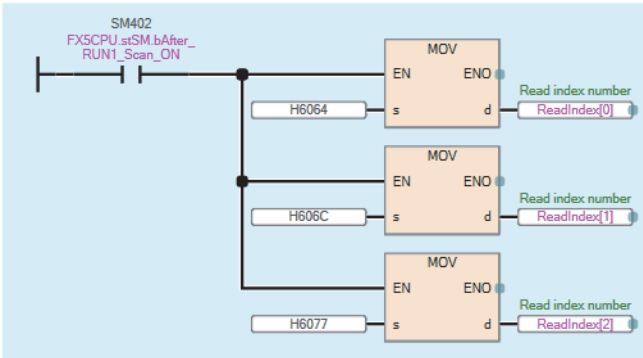 SM402
FX5CPU.stSM.bAfter_
RUN1_Scan_ON
MOV
EN ENO
Read index number
H6064 s d ReadIndex[0]
MOV
EN ENO
Read index number
H606C s d ReadIndex[1]
MOV
EN ENO
Read index number
H6077 s d ReadIndex[2]